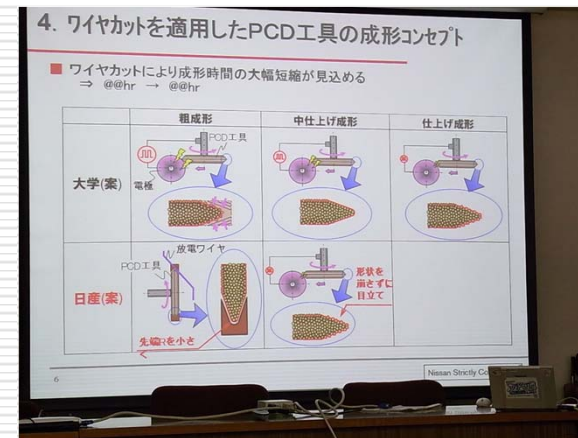 4. ワイヤカットを適用したPCD工具の成形コンセプト
■ ワイヤカットにより成形時間の大幅短縮が見込める
⇒ @@hr → @@hr
粗成形
中仕上げ成形
仕上げ成形
大学(案)
PCD工具
電極
日産(案)
放電ワイヤ
PCD工具
先端Rを小さ
く
形状を
崩さずに
目立て
6
Nissan Strictly